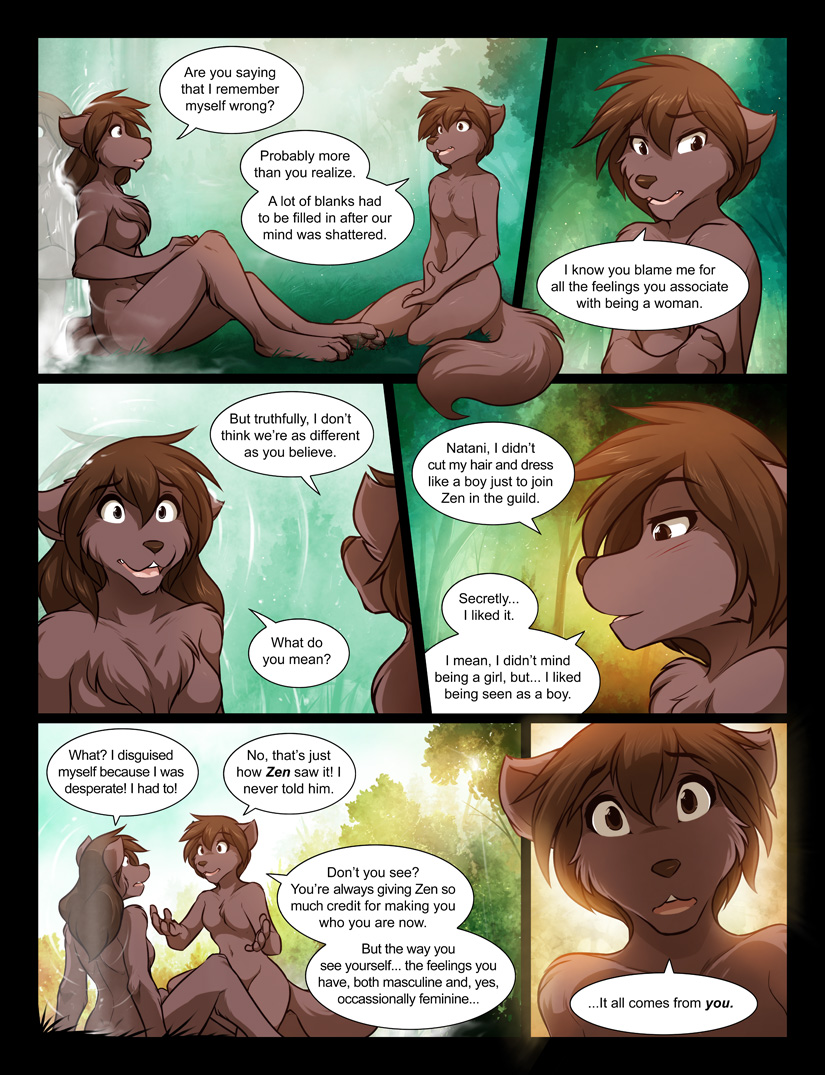 Are you saying
that I remember
myself wrong?
Probably more
than you realize.
A lot of blanks had
to be filled in after our
mind was shattered.
I know you blame me for
all the feelings you associate
with being a woman.
But truthfully, I don't
think we're as different
as you believe.
What do
you mean?
Natani, I didn't
cut my hair and dress
like a boy just to join
Zen in the guild.
Secretly...
I liked it.
I mean, I didn't mind
being a girl, but... I liked
being seen as a boy.
What? I disguised
myself because I was
desperate! I had to!
No, that's just
how Zen saw it! I
never told him.
Don't you see?
You're always giving Zen so
much credit for making you
who you are now.
But the way you
see yourself... the feelings you
have, both masculine and, yes,
occassionally feminine...
...It all comes from you.